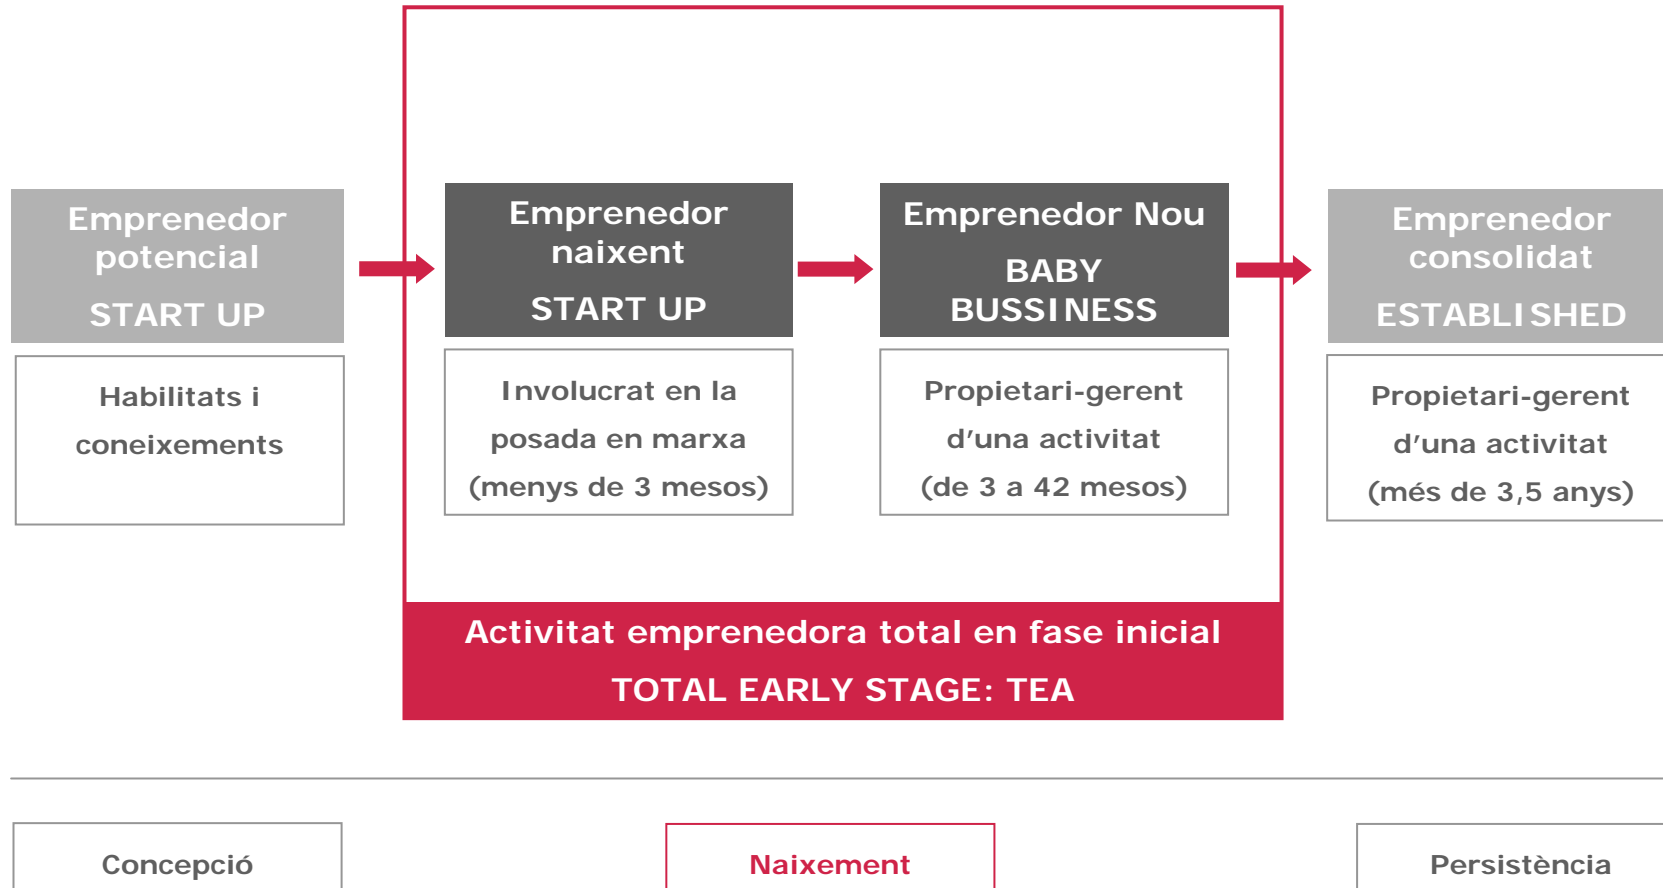 Emprenedor
potencial
START UP
Habilitats i
coneixements
Emprenedor
naixent
START UP
Involucrat en la
posada en marxa
(menys de 3 mesos)
Emprenedor Nou
BABY
BUSSINESS
Propietari-gerent
d’una activitat
(de 3 a 42 mesos)
Emprenedor
consolidat
ESTABLISHED
Propietari-gerent
d’una activitat
(més de 3,5 anys)
Activitat emprenedora total en fase inicial
TOTAL EARLY STAGE: TEA
Concepció
Naixement
Persistència